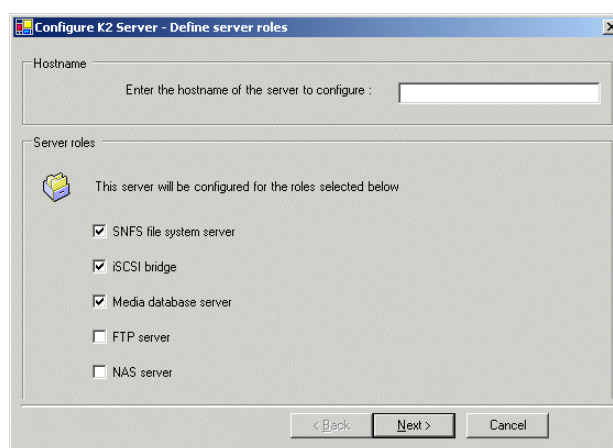 Configure K2 Server - Define server roles
Hostname
Enter the hostname of the server to configure :
Server roles
This server will be configured for the roles selected below
SNFS file system server
iSCSI bridge
Media database server
FTP server
NAS server
< Back Next > Cancel